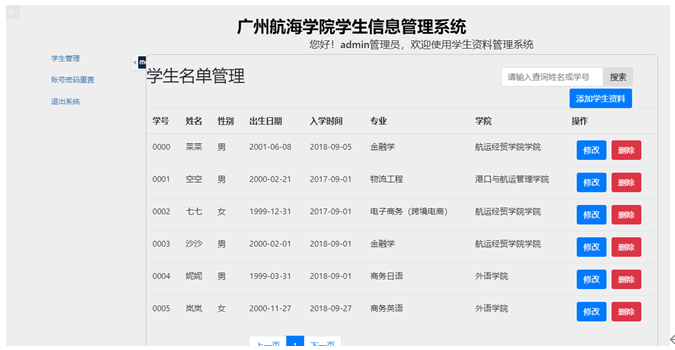 广州航海学院学生信息管理系统
您好！admin管理员，欢迎使用学生资料管理系统
学生管理
账号密码重置
退出系统
学生名单管理
请输入查询姓名或学号 搜索
添加学生资料
学号 姓名 性别 出生日期 入学时间 专业 学院 操作
0000 菜菜 男 2001-06-08 2018-09-05 金融学 航运经贸学院学院 修改 删除
0001 空空 男 2000-02-21 2017-09-01 物流工程 港口与航运管理学院 修改 删除
0002 七七 女 1999-12-31 2017-09-01 电子商务（跨境电商） 航运经贸学院学院 修改 删除
0003 沙沙 男 2000-02-01 2018-09-01 金融学 航运经贸学院学院 修改 删除
0004 妮妮 男 1999-03-31 2018-09-01 商务日语 外语学院 修改 删除
0005 岚岚 女 2000-11-27 2018-09-27 商务英语 外语学院 修改 删除
上一页 1 下一页